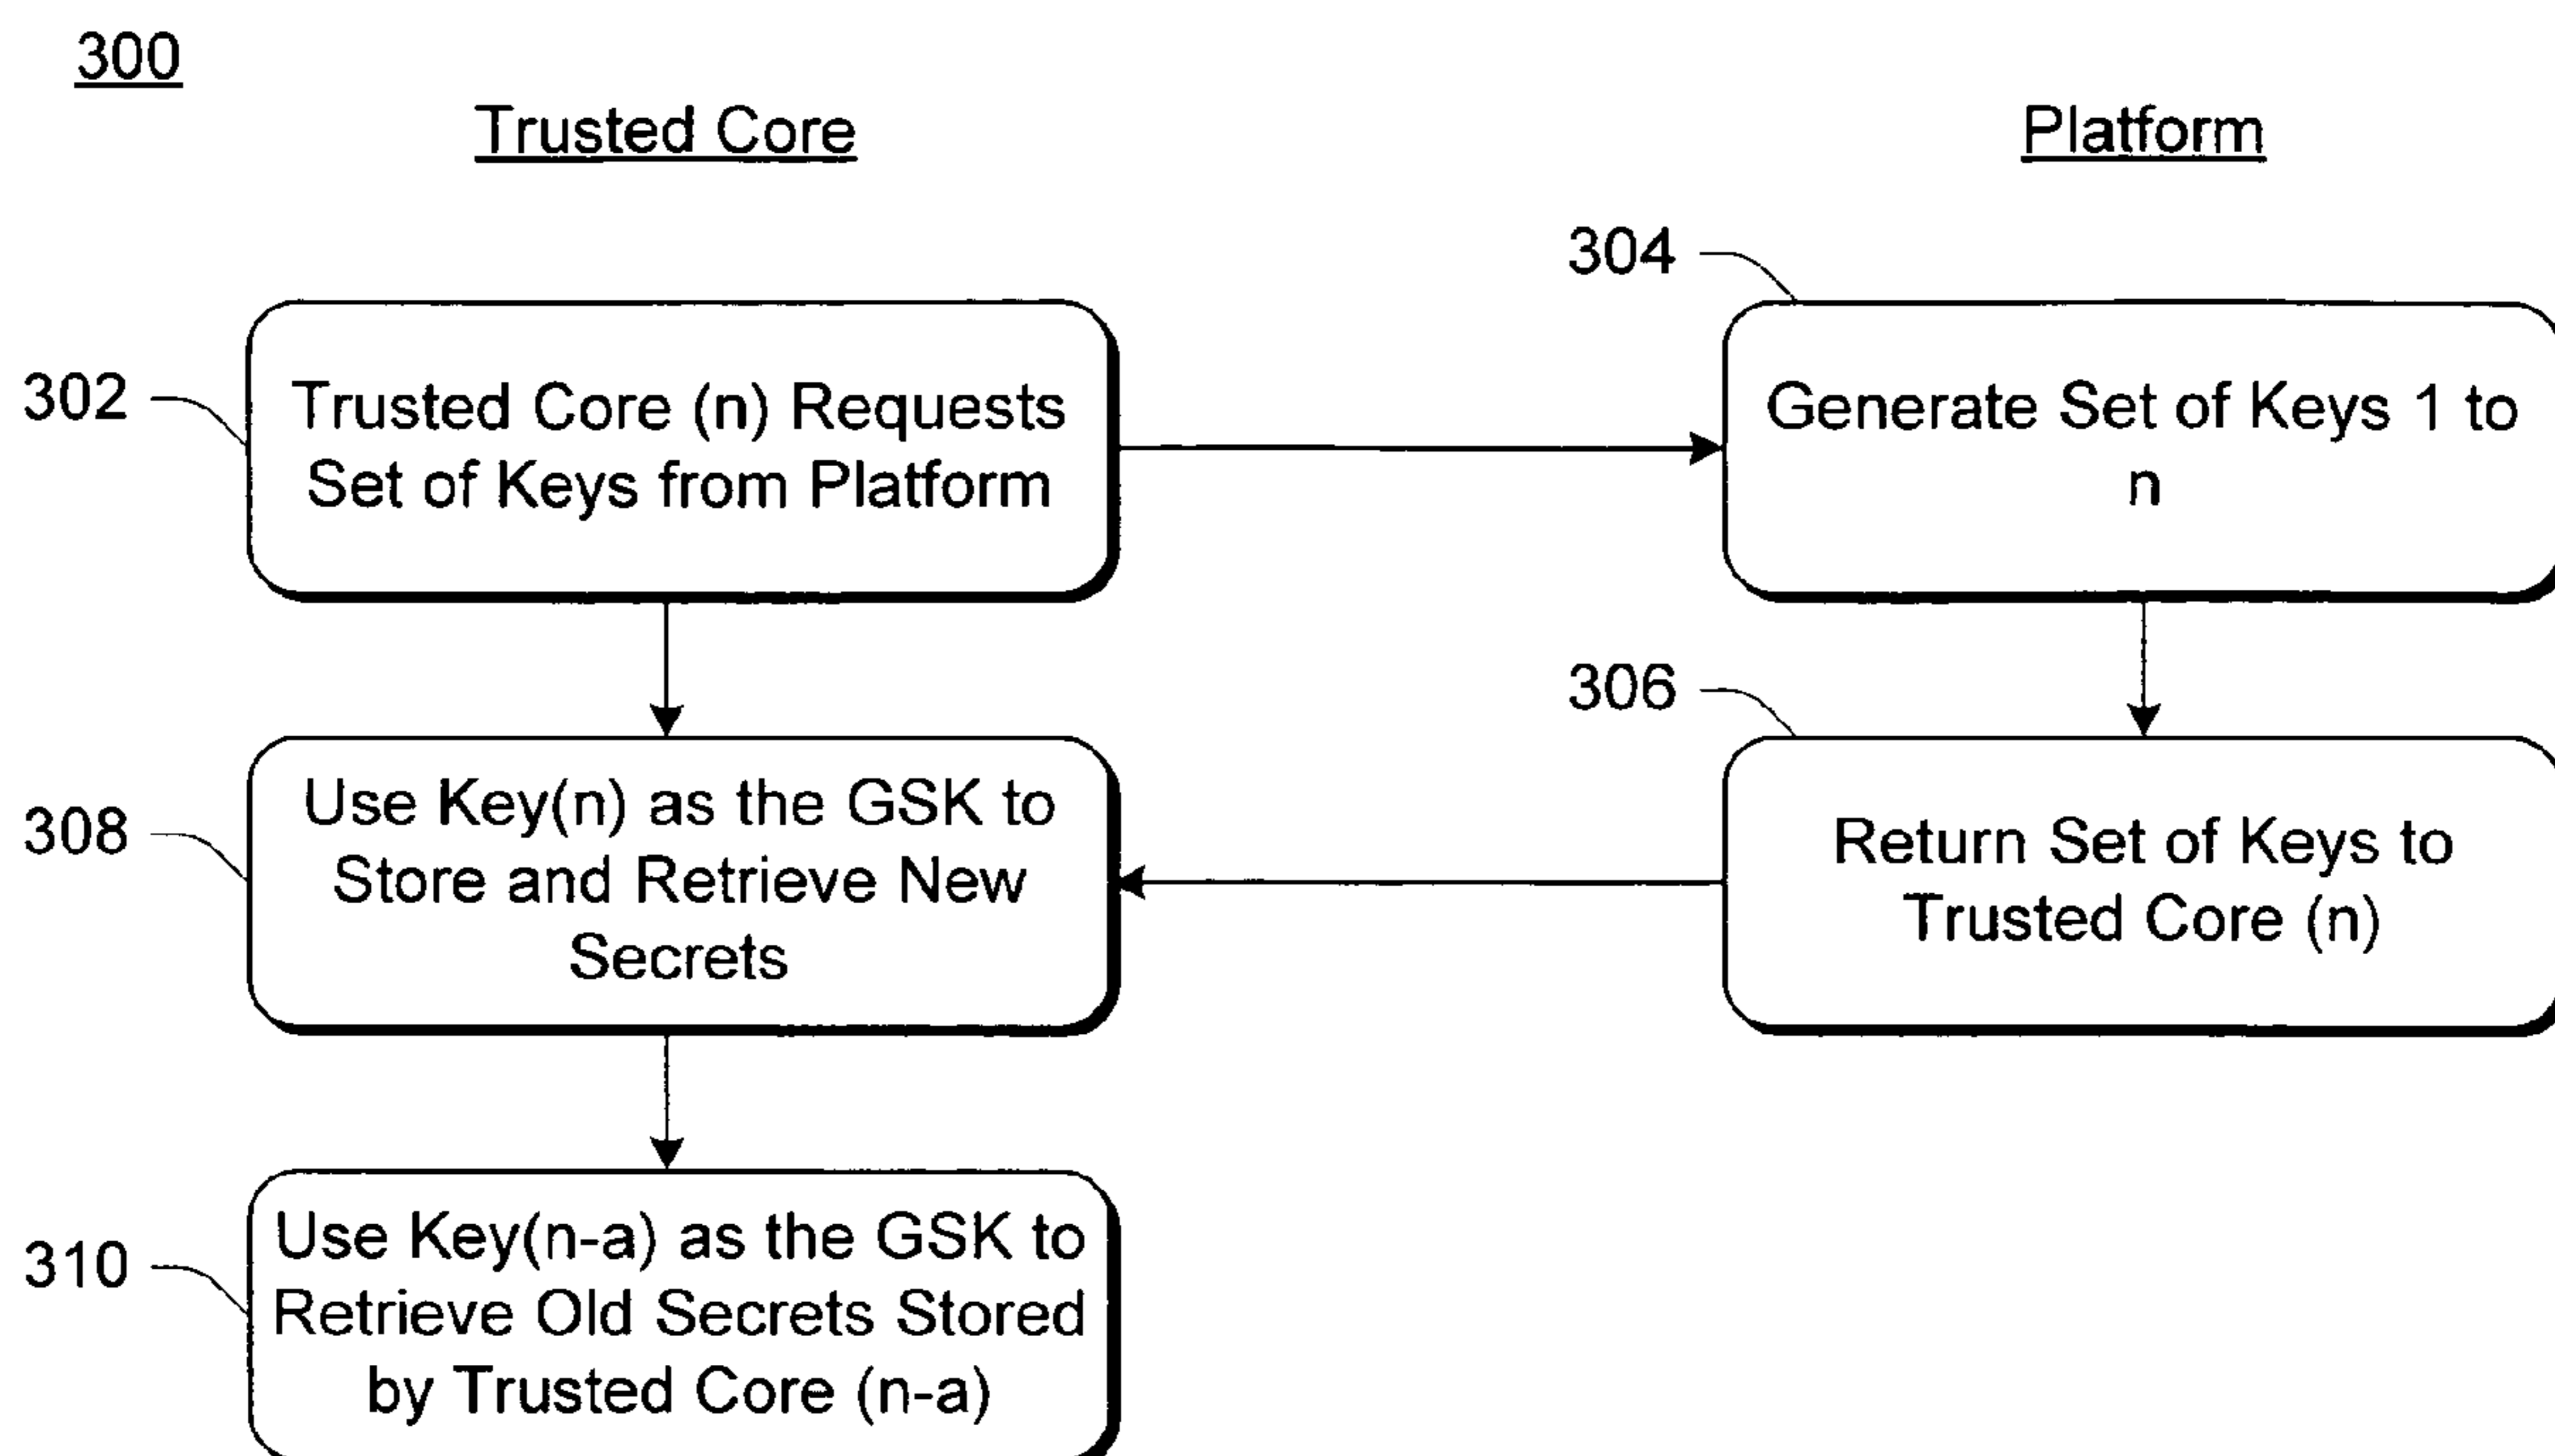 300
Trusted Core
Platform
304
302
Trusted Core (n) Requests
Set of Keys from Platform
Generate Set of Keys 1 to
n
306
308
Use Key(n) as the GSK to
Store and Retrieve New
Secrets
Return Set of Keys to
Trusted Core (n)
310
Use Key(n-a) as the GSK to
Retrieve Old Secrets Stored
by Trusted Core (n-a)